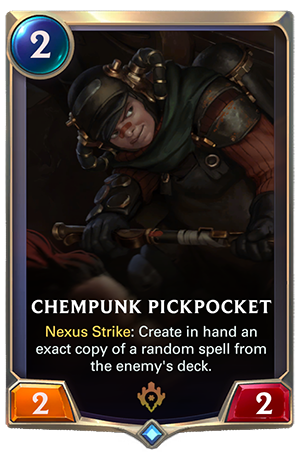 2
CHEMPUNK PICKPOCKET
Nexus Strike: Create in hand an
exact copy of a random spell from
the enemy's deck.
2 2